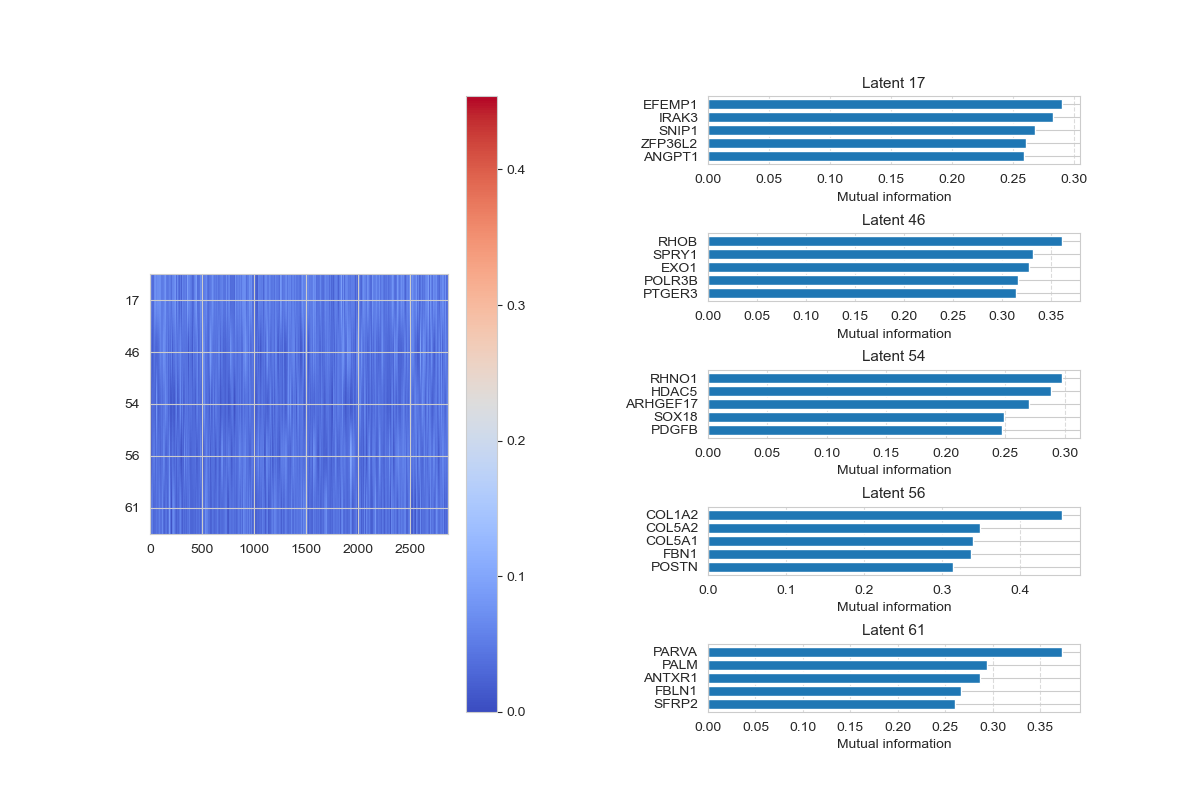 17
46
54
56
61
0 500 1000 1500 2000 2500
0.4
0.3
0.2
0.1
0.0
Latent 17
EFEMP1
IRAK3
SNIP1
ZFP36L2
ANGPT1
0.00 0.05 0.10 0.15 0.20 0.25 0.30
Mutual information
Latent 46
RHOB
SPRY1
EXO1
POLR3B
PTGER3
0.00 0.05 0.10 0.15 0.20 0.25 0.30 0.35
Mutual information
Latent 54
RHNO1
HDAC5
ARHGEF17
SOX18
PDGFB
0.00 0.05 0.10 0.15 0.20 0.25 0.30
Mutual information
Latent 56
COL1A2
COL5A2
COL5A1
FBN1
POSTN
0.0 0.1 0.2 0.3 0.4
Mutual information
Latent 61
PARVA
PALM
ANTXR1
FBLN1
SFRP2
0.00 0.05 0.10 0.15 0.20 0.25 0.30 0.35
Mutual information